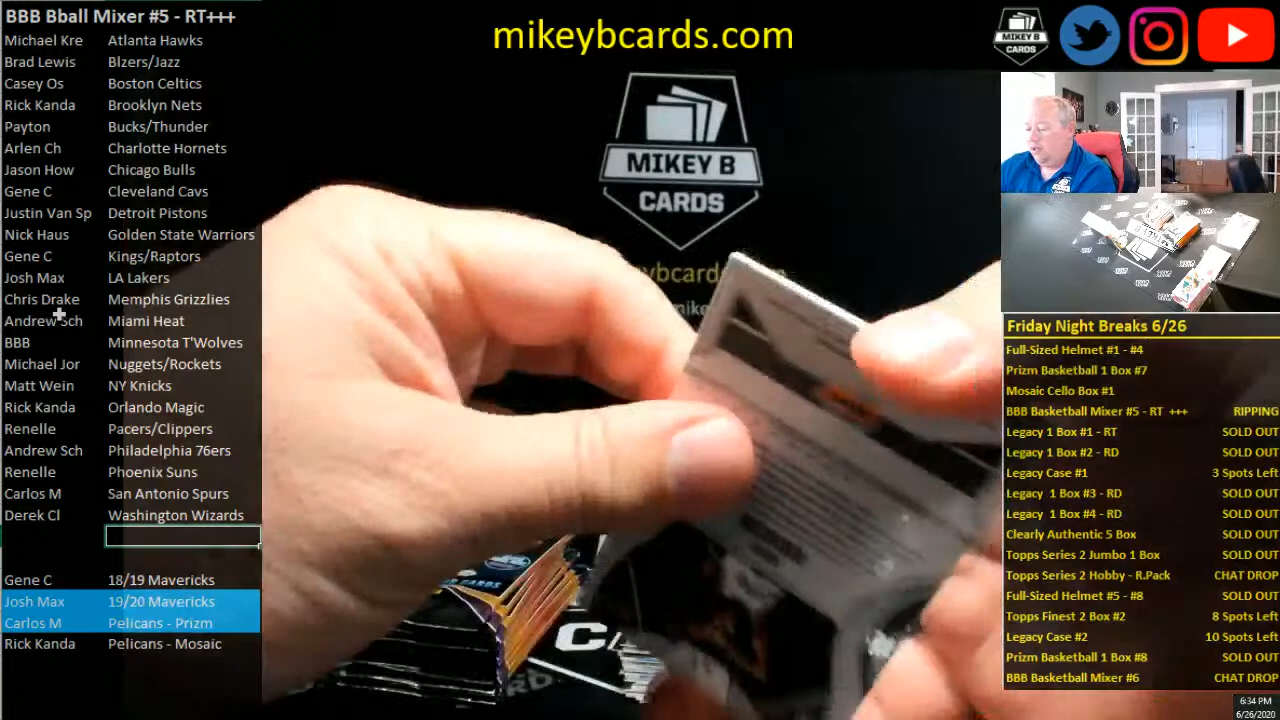 BBB Bball Mixer #5 - RT+++
Michael Kre Atlanta Hawks
Brad Lewis Blzers/Jazz
Casey Os Boston Celtics
Rick Kanda Brooklyn Nets
Payton Bucks/Thunder
Arlen Ch Charlotte Hornets
Jason How Chicago Bulls
Gene C Cleveland Cavs
Justin Van Sp Detroit Pistons
Nick Haus Golden State Warriors
Gene C Kings/Raptors
Josh Max LA Lakers
Chris Drake Memphis Grizzlies
Andrew Sch Miami Heat
BBB Minnesota T'Wolves
Michael Jor Nuggets/Rockets
Matt Wein NY Knicks
Rick Kanda Orlando Magic
Renelle Pacers/Clippers
Andrew Sch Philadelphia 76ers
Renelle Phoenix Suns
Carlos M San Antonio Spurs
Derek Cl Washington Wizards
Gene C 18/19 Mavericks
Josh Max 19/20 Mavericks
Carlos M Pelicans - Prizm
Rick Kanda Pelicans - Mosaic
mikeybcards.com
MIKEY B
CARDS
MIKEY B
CARDS
Friday Night Breaks 6/26
Full-Sized Helmet #1 - #4
Prizm Basketball 1 Box #7
Mosaic Cello Box #1
BBB Basketball Mixer #5 - RT +++ RIPPING
Legacy 1 Box #1 - RT SOLD OUT
Legacy 1 Box #2 - RD SOLD OUT
Legacy Case #1 3 Spots Left
Legacy 1 Box #3 - RD SOLD OUT
Legacy 1 Box #4 - RD SOLD OUT
Clearly Authentic 5 Box SOLD OUT
Topps Series 2 Jumbo 1 Box SOLD OUT
Topps Series 2 Hobby - R.Pack CHAT DROP
Full-Sized Helmet #5 - #8 SOLD OUT
Topps Finest 2 Box #2 8 Spots Left
Legacy Case #2 10 Spots Left
Prizm Basketball 1 Box #8 SOLD OUT
BBB Basketball Mixer #6 CHAT DROP
6:34 PM
6/26/2020